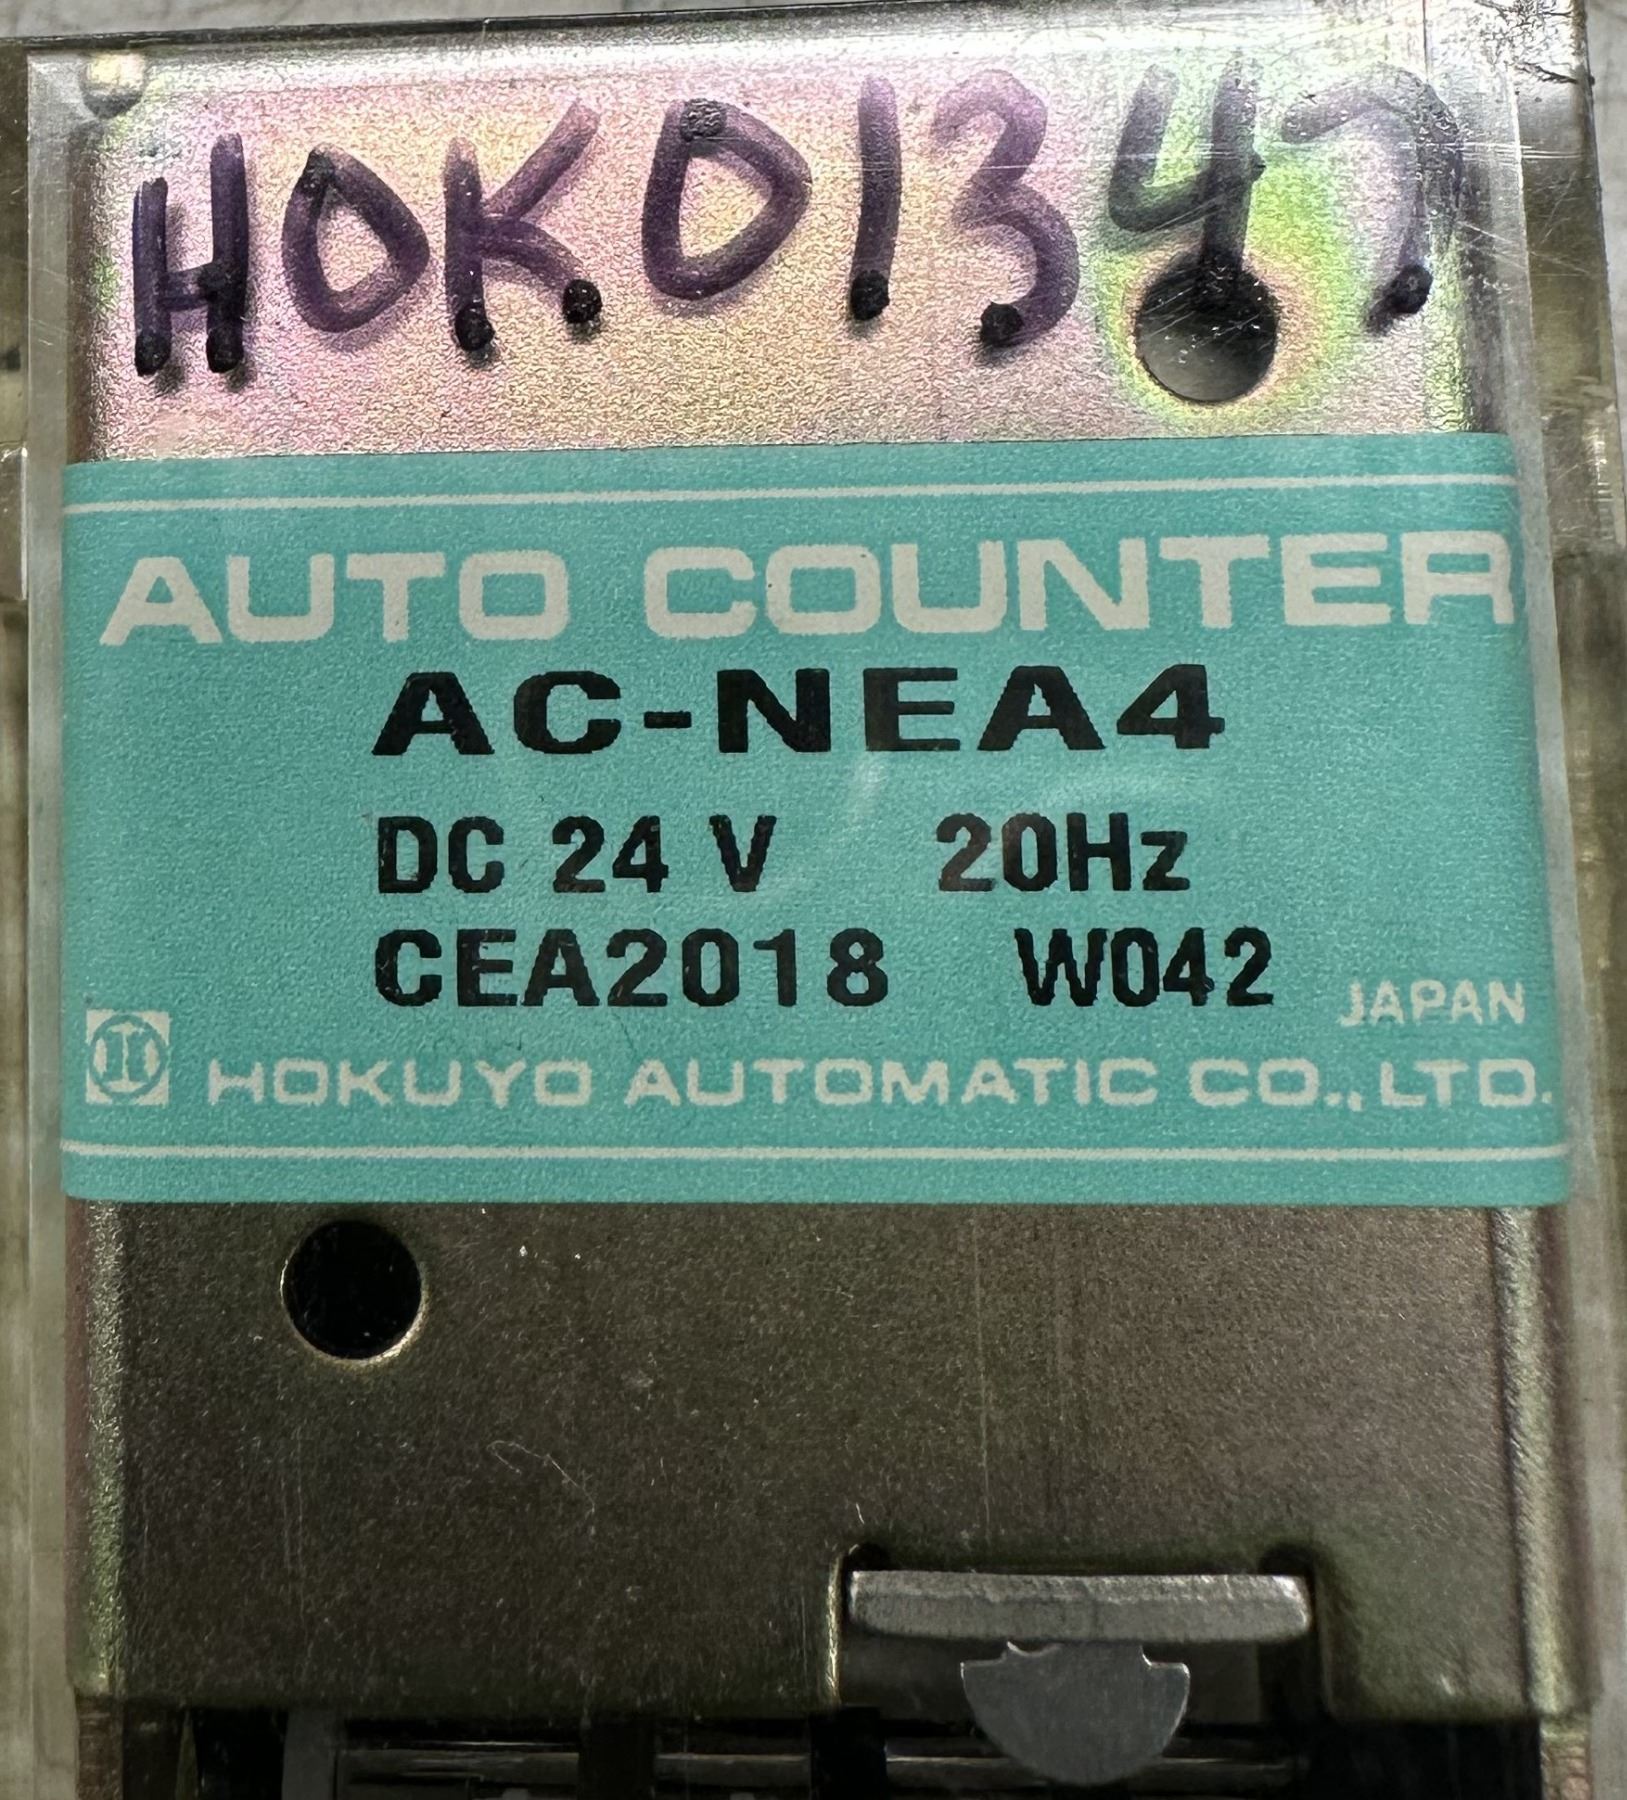 HOK01347
AUTO COUNTER
AC-NEA4
DC 24 V 20Hz
CEA2018 W042
JAPAN
HOKUYO AUTOMATIC CO., LTD.